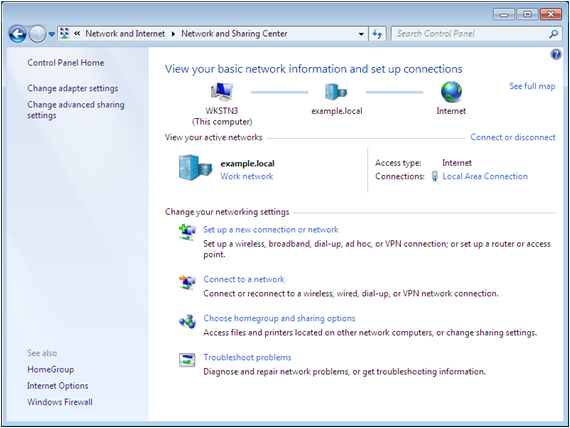 « Network and Internet ▸ Network and Sharing Center
Search Control Panel
Control Panel Home
Change adapter settings
Change advanced sharing
settings
See also
HomeGroup
Internet Options
Windows Firewall
View your basic network information and set up connections
See full map
WKSTN3
(This computer)
example.local
Internet
View your active networks
Connect or disconnect
example.local
Work network
Access type: Internet
Connections: Local Area Connection
Change your networking settings
Set up a new connection or network
Set up a wireless, broadband, dial-up, ad hoc, or VPN connection; or set up a router or access
point.
Connect to a network
Connect or reconnect to a wireless, wired, dial-up, or VPN network connection.
Choose homegroup and sharing options
Access files and printers located on other network computers, or change sharing settings.
Troubleshoot problems
Diagnose and repair network problems, or get troubleshooting information.